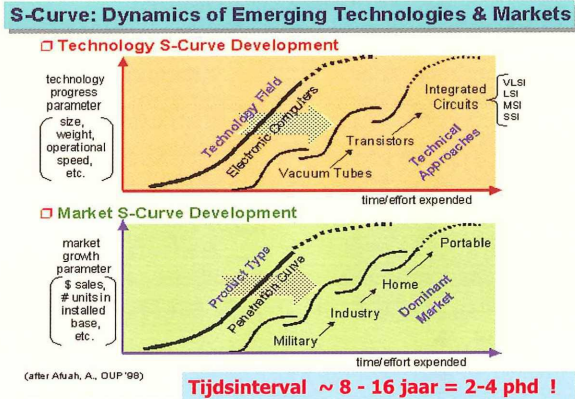 S-Curve: Dynamics of Emerging Technologies & Markets
Technology S-Curve Development
technology
progress
parameter
size,
weight,
operational
speed,
etc.
Technology Field
Electronic Computers
Vacuum Tubes
Transistors
Integrated
Circuits
VLSI
LSI
MSI
SSI
Technical
Approaches
time/effort expended
Market S-Curve Development
market
growth
parameter
$ sales,
# units in
installed
base,
etc.
Product Type
Penetration Curve
Military
Industry
Home
Portable
Dominant
Market
time/effort expended
(after Afuah, A., OUP '98)
Tijdsinterval ~ 8 - 16 jaar = 2-4 phd !